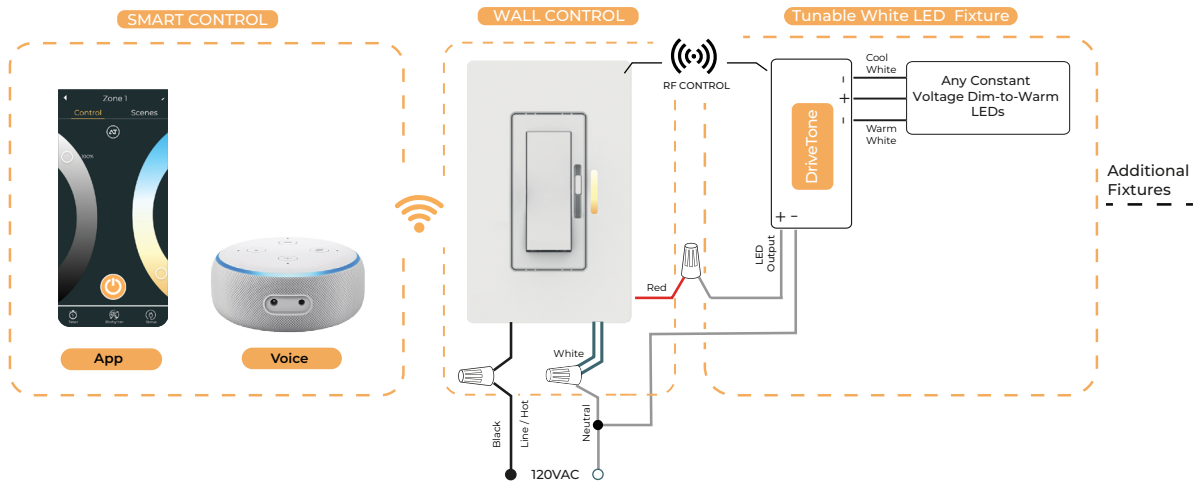 SMART CONTROL
WALL CONTROL
Tunable White LED Fixture
Zone 1
Control
Scenes
100%
App
Voice
RF CONTROL
Cool
White
-
+
-
Warm
White
Any Constant
Voltage Dim-to-Warm
LEDs
DriveTone
+ -
LED
Output
Additional
Fixtures
Red
White
Black
Line / Hot
Neutral
120VAC